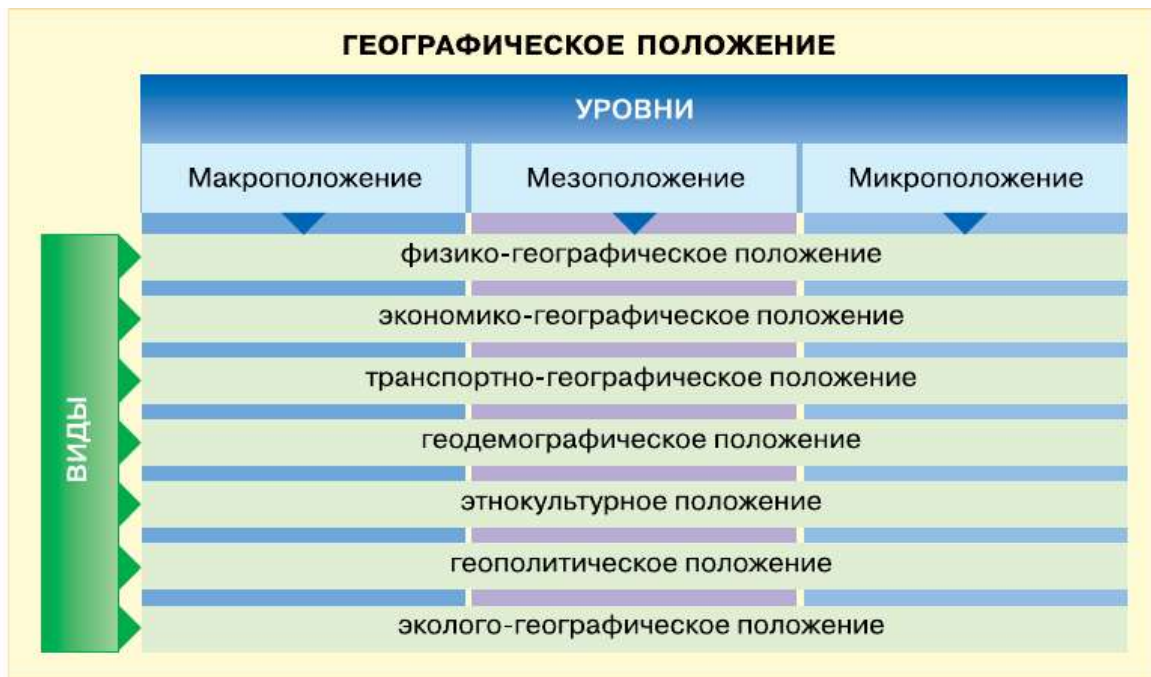 ГЕОГРАФИЧЕСКОЕ ПОЛОЖЕНИЕ
УРОВНИ
Макроположение
Мезоположение
Микроположение
ВИДЫ
физико-географическое положение
экономико-географическое положение
транспортно-географическое положение
геодемографическое положение
этнокультурное положение
геополитическое положение
эколого-географическое положение